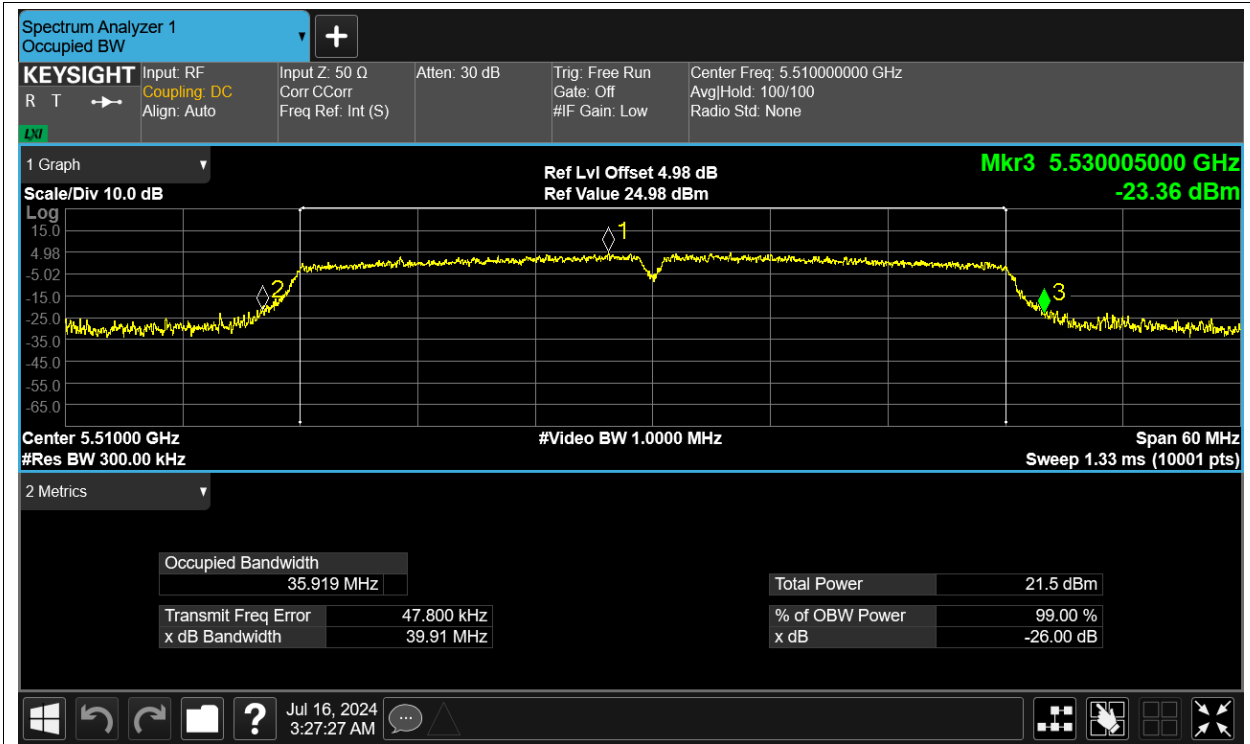 Spectrum Analyzer 1
Occupied BW
KEYSIGHT
R T
LXI
Input: RF
Coupling: DC
Align: Auto
Input Z: 50 Ω
Corr CCorr
Freq Ref: Int (S)
Atten: 30 dB
Trig: Free Run
Gate: Off
#IF Gain: Low
Center Freq: 5.510000000 GHz
Avg|Hold: 100/100
Radio Std: None
1 Graph
Scale/Div 10.0 dB
Ref Lvl Offset 4.98 dB
Ref Value 24.98 dBm
Mkr3 5.530005000 GHz
-23.36 dBm
Log
15.0
4.98
-5.02
-15.0
-25.0
-35.0
-45.0
-55.0
-65.0
1
2
3
Center 5.51000 GHz
#Res BW 300.00 kHz
#Video BW 1.0000 MHz
Span 60 MHz
Sweep 1.33 ms (10001 pts)
2 Metrics
Occupied Bandwidth
35.919 MHz
Transmit Freq Error 47.800 kHz
x dB Bandwidth 39.91 MHz
Total Power 21.5 dBm
% of OBW Power 99.00 %
x dB -26.00 dB
?
Jul 16, 2024
3:27:27 AM